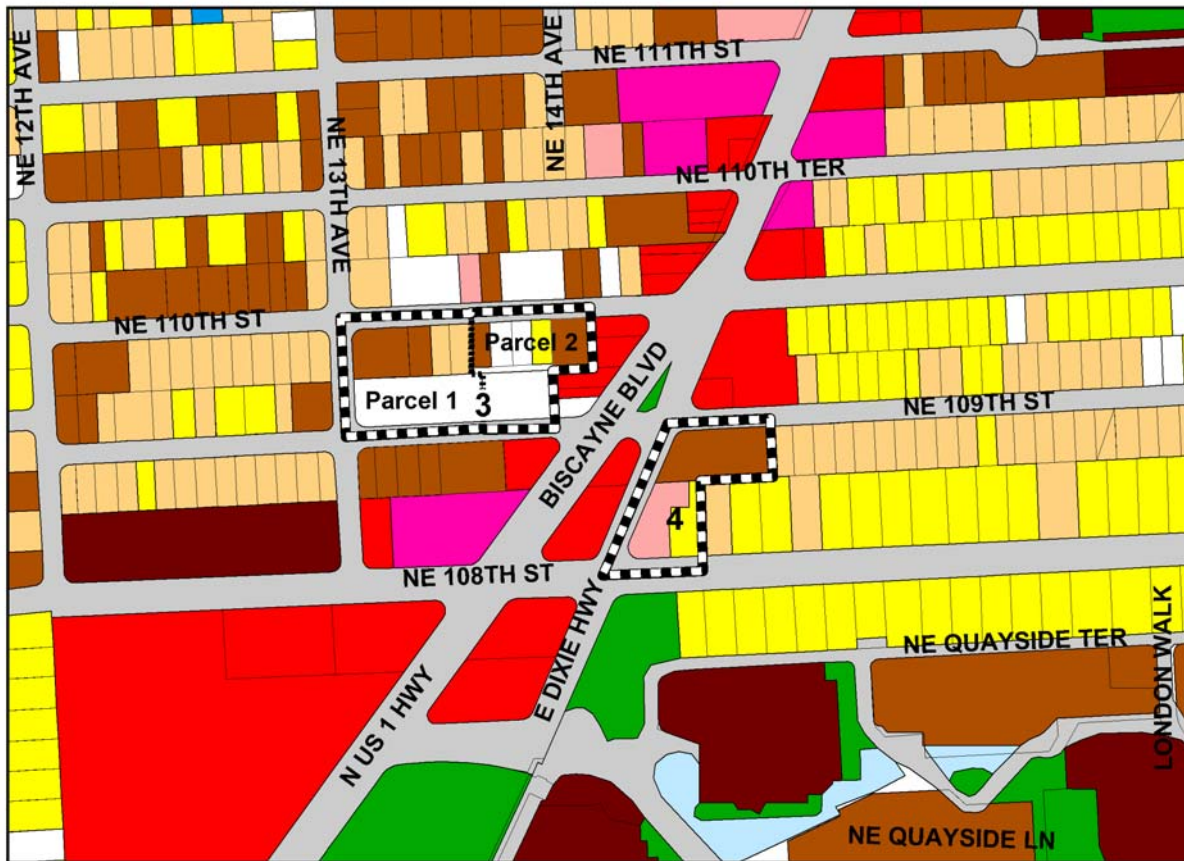 NE 12TH AVE
NE 14TH AVE
NE 111TH ST
NE 13TH AVE
NE 110TH TER
NE 110TH ST
Parcel 2
Parcel 1
3
BISCAYNE BLVD
NE 109TH ST
4
NE 108TH ST
E DIXIE HWY
N US 1 HWY
NE QUAYSIDE TER
LONDON WALK
NE QUAYSIDE LN